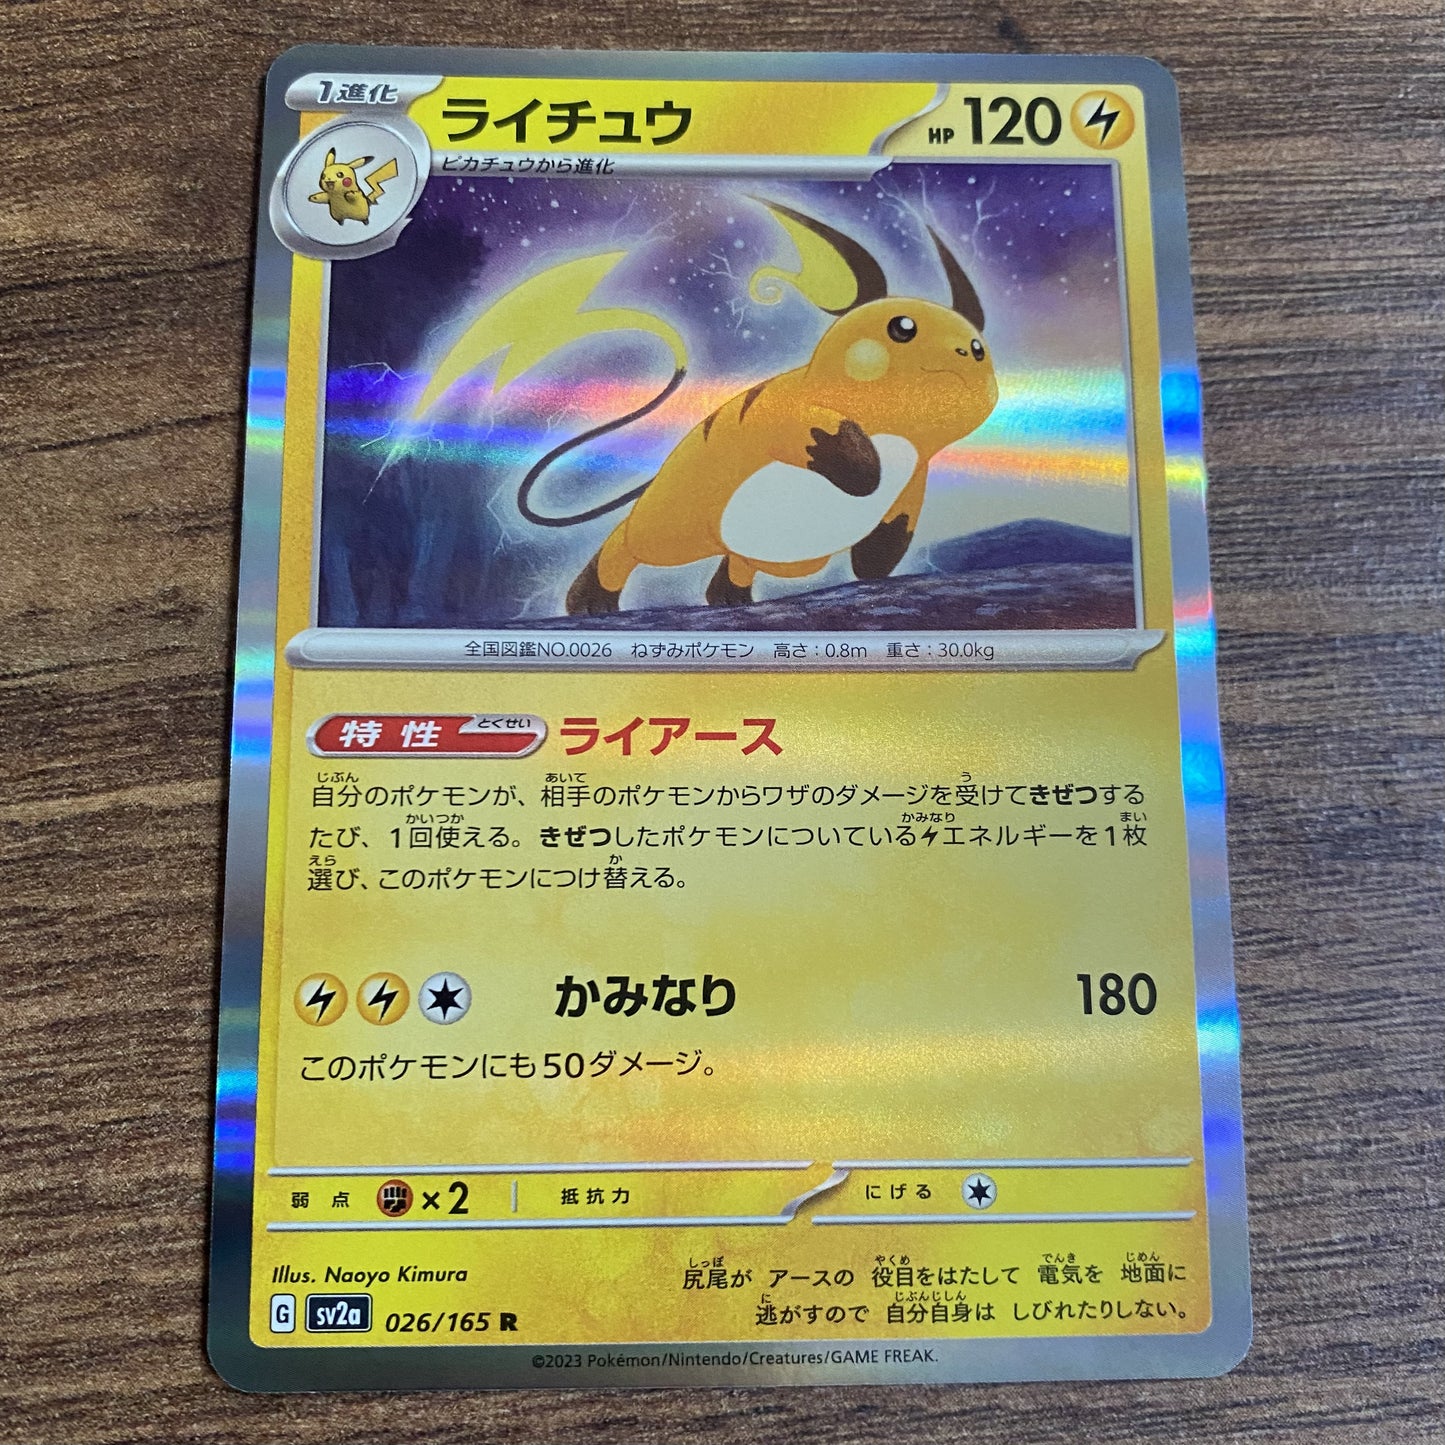 1進化
ライチュウ
HP 120
ピカチュウから進化
全国図鑑NO.0026 ねずみポケモン 高さ:0.8m 重さ:30.0kg
特性 とくせい ライアース
じぶん あいて う
自分のポケモンが、相手のポケモンからワザのダメージを受けてきぜつする
かいつか かみなり まい
たび、1回使える。きぜつしたポケモンについているエネルギーを1枚
えら か
選び、このポケモンにつけ替える。
かみなり 180
このポケモンにも50ダメージ。
弱点 ×2 抵抗力 にげる
Illus. Naoyo Kimura
しっぽ やくめ でんき じめん
尻尾が アースの 役目をはたして 電気を 地面に
に じぶんじしん
逃がすので 自分自身は しびれたりしない。
G sv2a 026/165 R
©2023 Pokémon/Nintendo/Creatures/GAME FREAK.